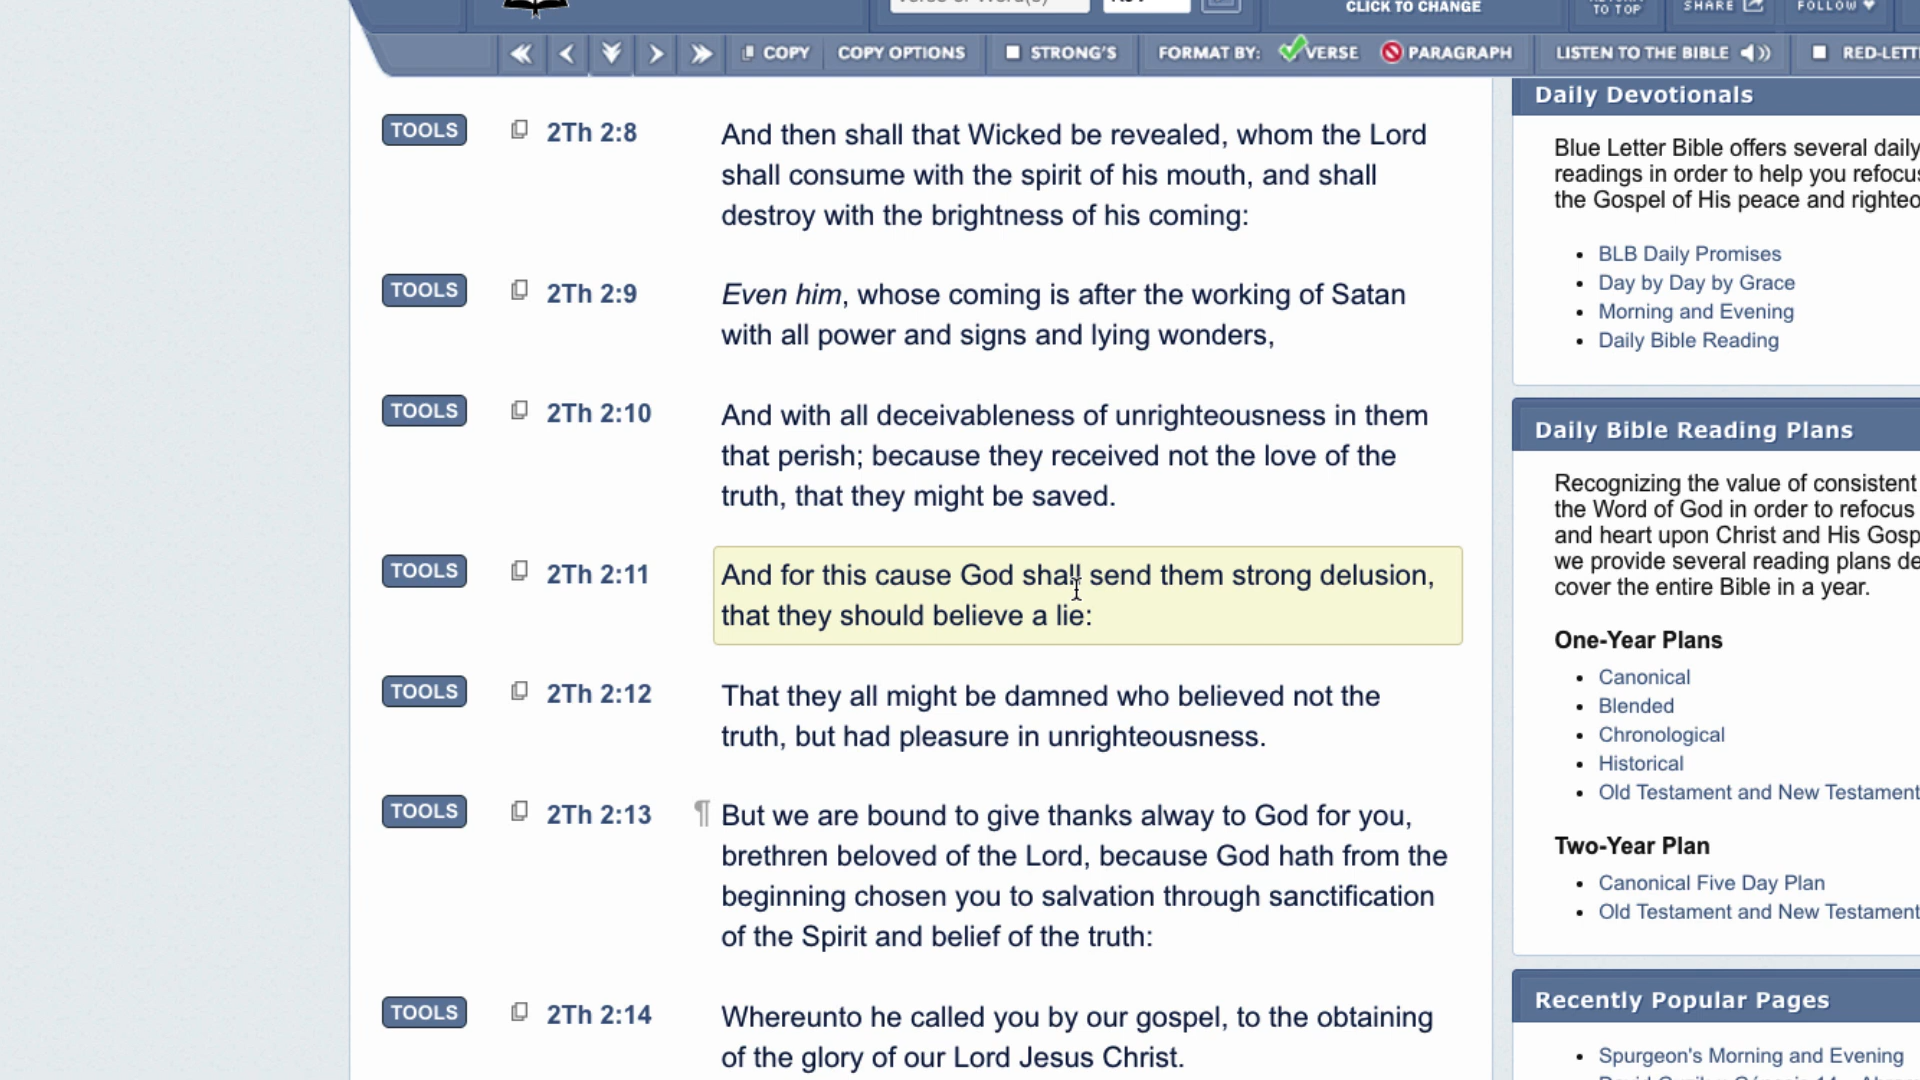 CLICK TO CHANGE
TO TOP
SHARE
FOLLOW
COPY
COPY OPTIONS
STRONG'S
FORMAT BY:
VERSE
PARAGRAPH
LISTEN TO THE BIBLE
TOOLS
2Th 2:8
And then shall that Wicked be revealed, whom the Lord
shall consume with the spirit of his mouth, and shall
destroy with the brightness of his coming:
TOOLS
2Th 2:9
Even him, whose coming is after the working of Satan
with all power and signs and lying wonders,
TOOLS
2Th 2:10
And with all deceivableness of unrighteousness in them
that perish; because they received not the love of the
truth, that they might be saved.
TOOLS
2Th 2:11
And for this cause God shall send them strong delusion,
that they should believe a lie:
TOOLS
2Th 2:12
That they all might be damned who believed not the
truth, but had pleasure in unrighteousness.
TOOLS
2Th 2:13
¶ But we are bound to give thanks alway to God for you,
brethren beloved of the Lord, because God hath from the
beginning chosen you to salvation through sanctification
of the Spirit and belief of the truth:
TOOLS
2Th 2:14
Whereunto he called you by our gospel, to the obtaining
of the glory of our Lord Jesus Christ.
Daily Devotionals
Blue Letter Bible offers several daily
readings in order to help you
the Gospel of His peace and
BLB Daily Promises
Day by Day by Grace
Morning and Evening
Daily Bible Reading
Daily Bible Reading Plans
Recognizing the value of consistent
the Word of God in order to refocus
and heart upon Christ and His
we provide several reading plans
cover the entire Bible in a year.
One-Year Plans
Canonical
Blended
Chronological
Historical
Old Testament and New Testament
Two-Year Plan
Canonical Five Day Plan
Old Testament and New Testament
Recently Popular Pages
Spurgeon's Morning and Evening